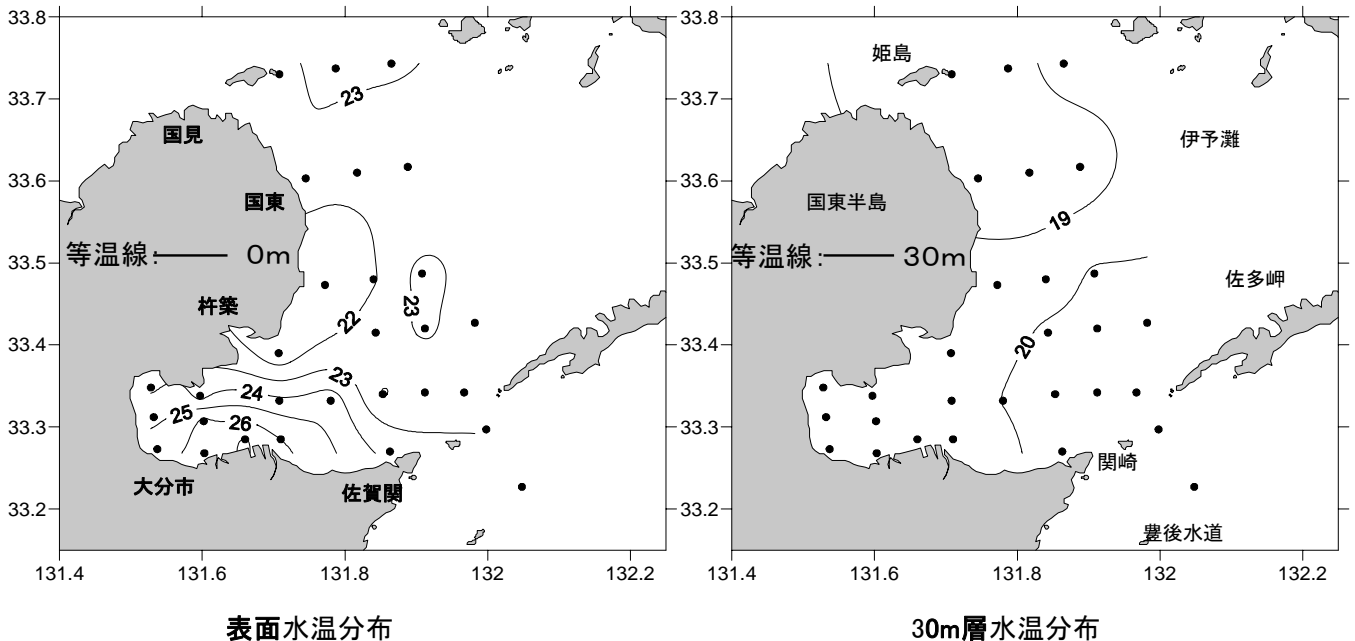 33.8
33.7
33.6
33.5
33.4
33.3
33.2
131.4
131.6
131.8
132
132.2
国見
国東
等温線: 0m
杵築
大分市
佐賀関
23
22
23
23
24
25
26
表面水温分布
33.8
33.7
33.6
33.5
33.4
33.3
33.2
131.4
131.6
131.8
132
132.2
姫島
伊予灘
国東半島
19
等温線: 30m
佐多岬
20
関崎
豊後水道
30m層水温分布